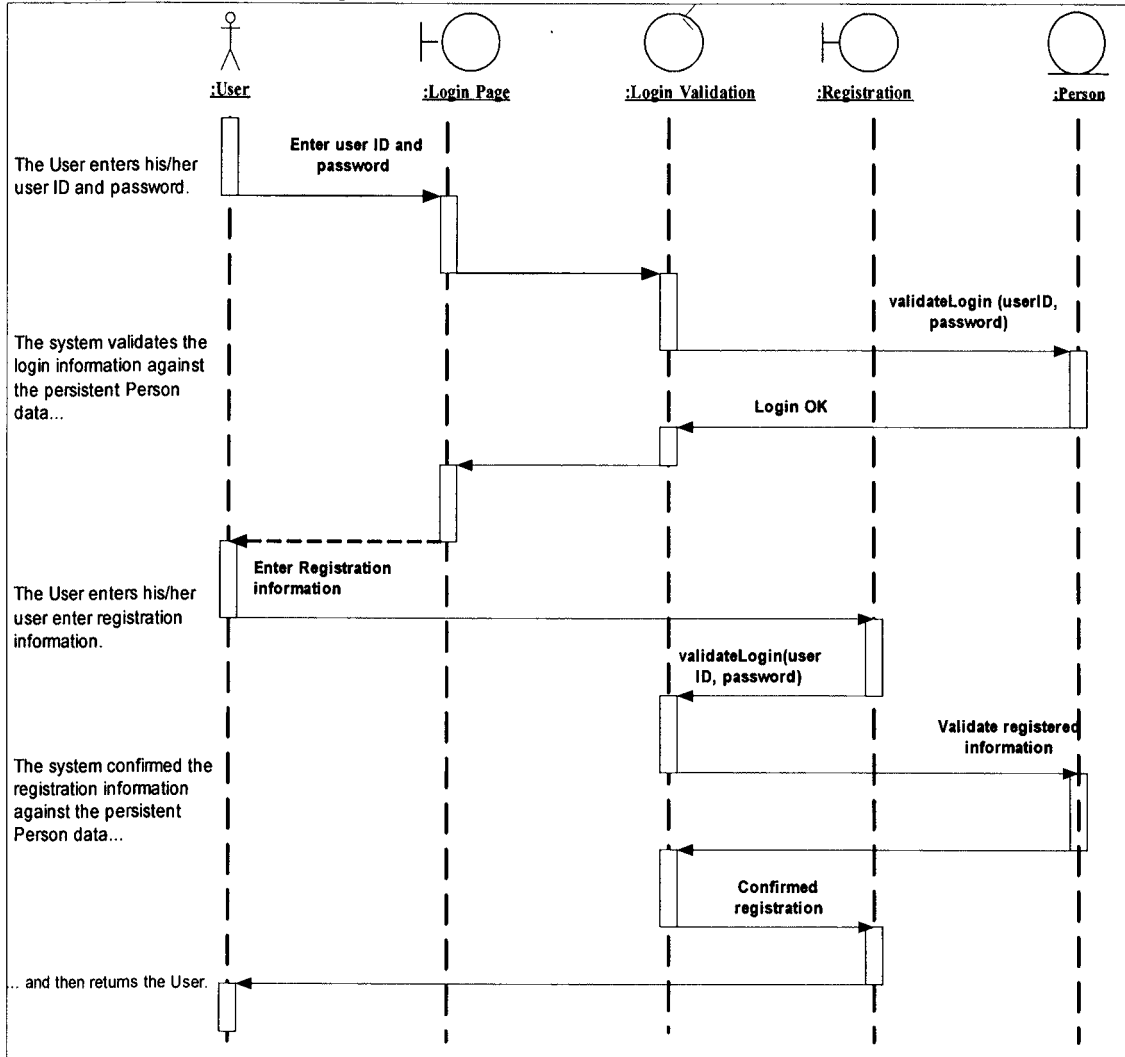 :User
:Login Page
:Login Validation
:Registration
:Person
The User enters his/her
user ID and password.
Enter user ID and
password
validateLogin (userID,
password)
The system validates the
login information against
the persistent Person
data...
Login OK
Enter Registration
information
The User enters his/her
user enter registration
information.
validateLogin(user
ID, password)
Validate registered
information
The system confirmed the
registration information
against the persistent
Person data...
Confirmed
registration
... and then returns the User.